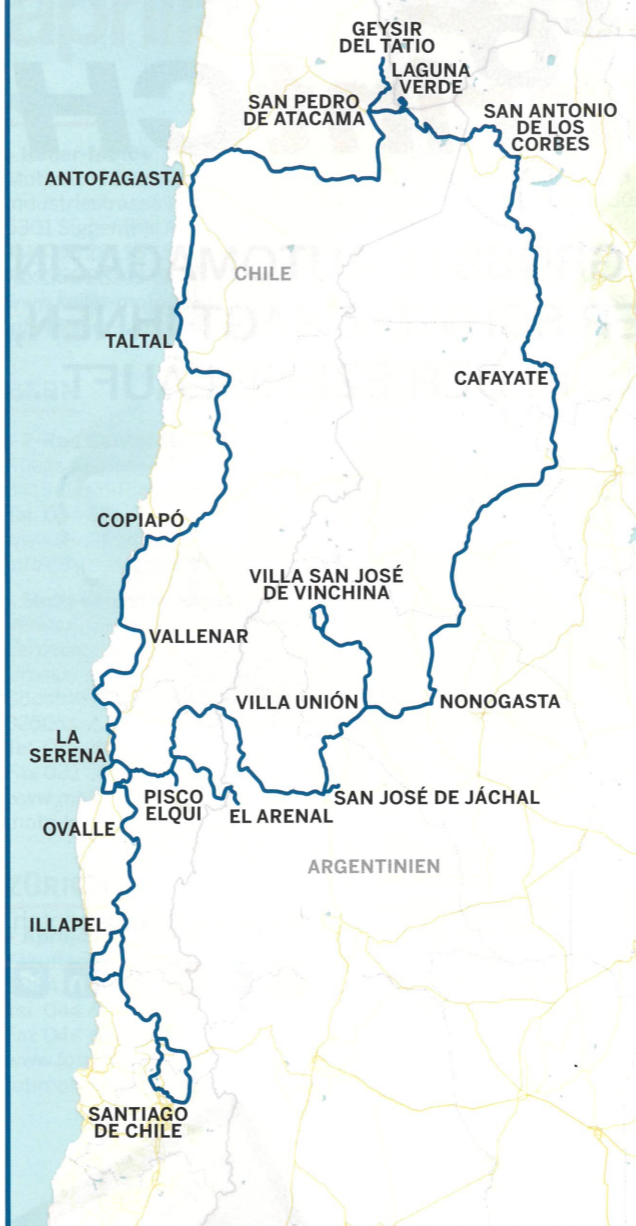 GEYSIR
DEL TATIO
LAGUNA
VERDE
SAN PEDRO
DE ATACAMA
SAN ANTONIO
DE LOS
CORBES
ANTOFAGASTA
CHILE
TALTAL
CAFAYATE
COPIAPÓ
VILLA SAN JOSÉ
DE VINCHINA
VALLENAR
VILLA UNIÓN
NONOGASTA
LA
SERENA
PISCO
ELQUI
EL ARENAL
SAN JOSÉ DE JÁCHAL
OVALLE
ARGENTINIEN
ILLAPEL
SANTIAGO
DE CHILE